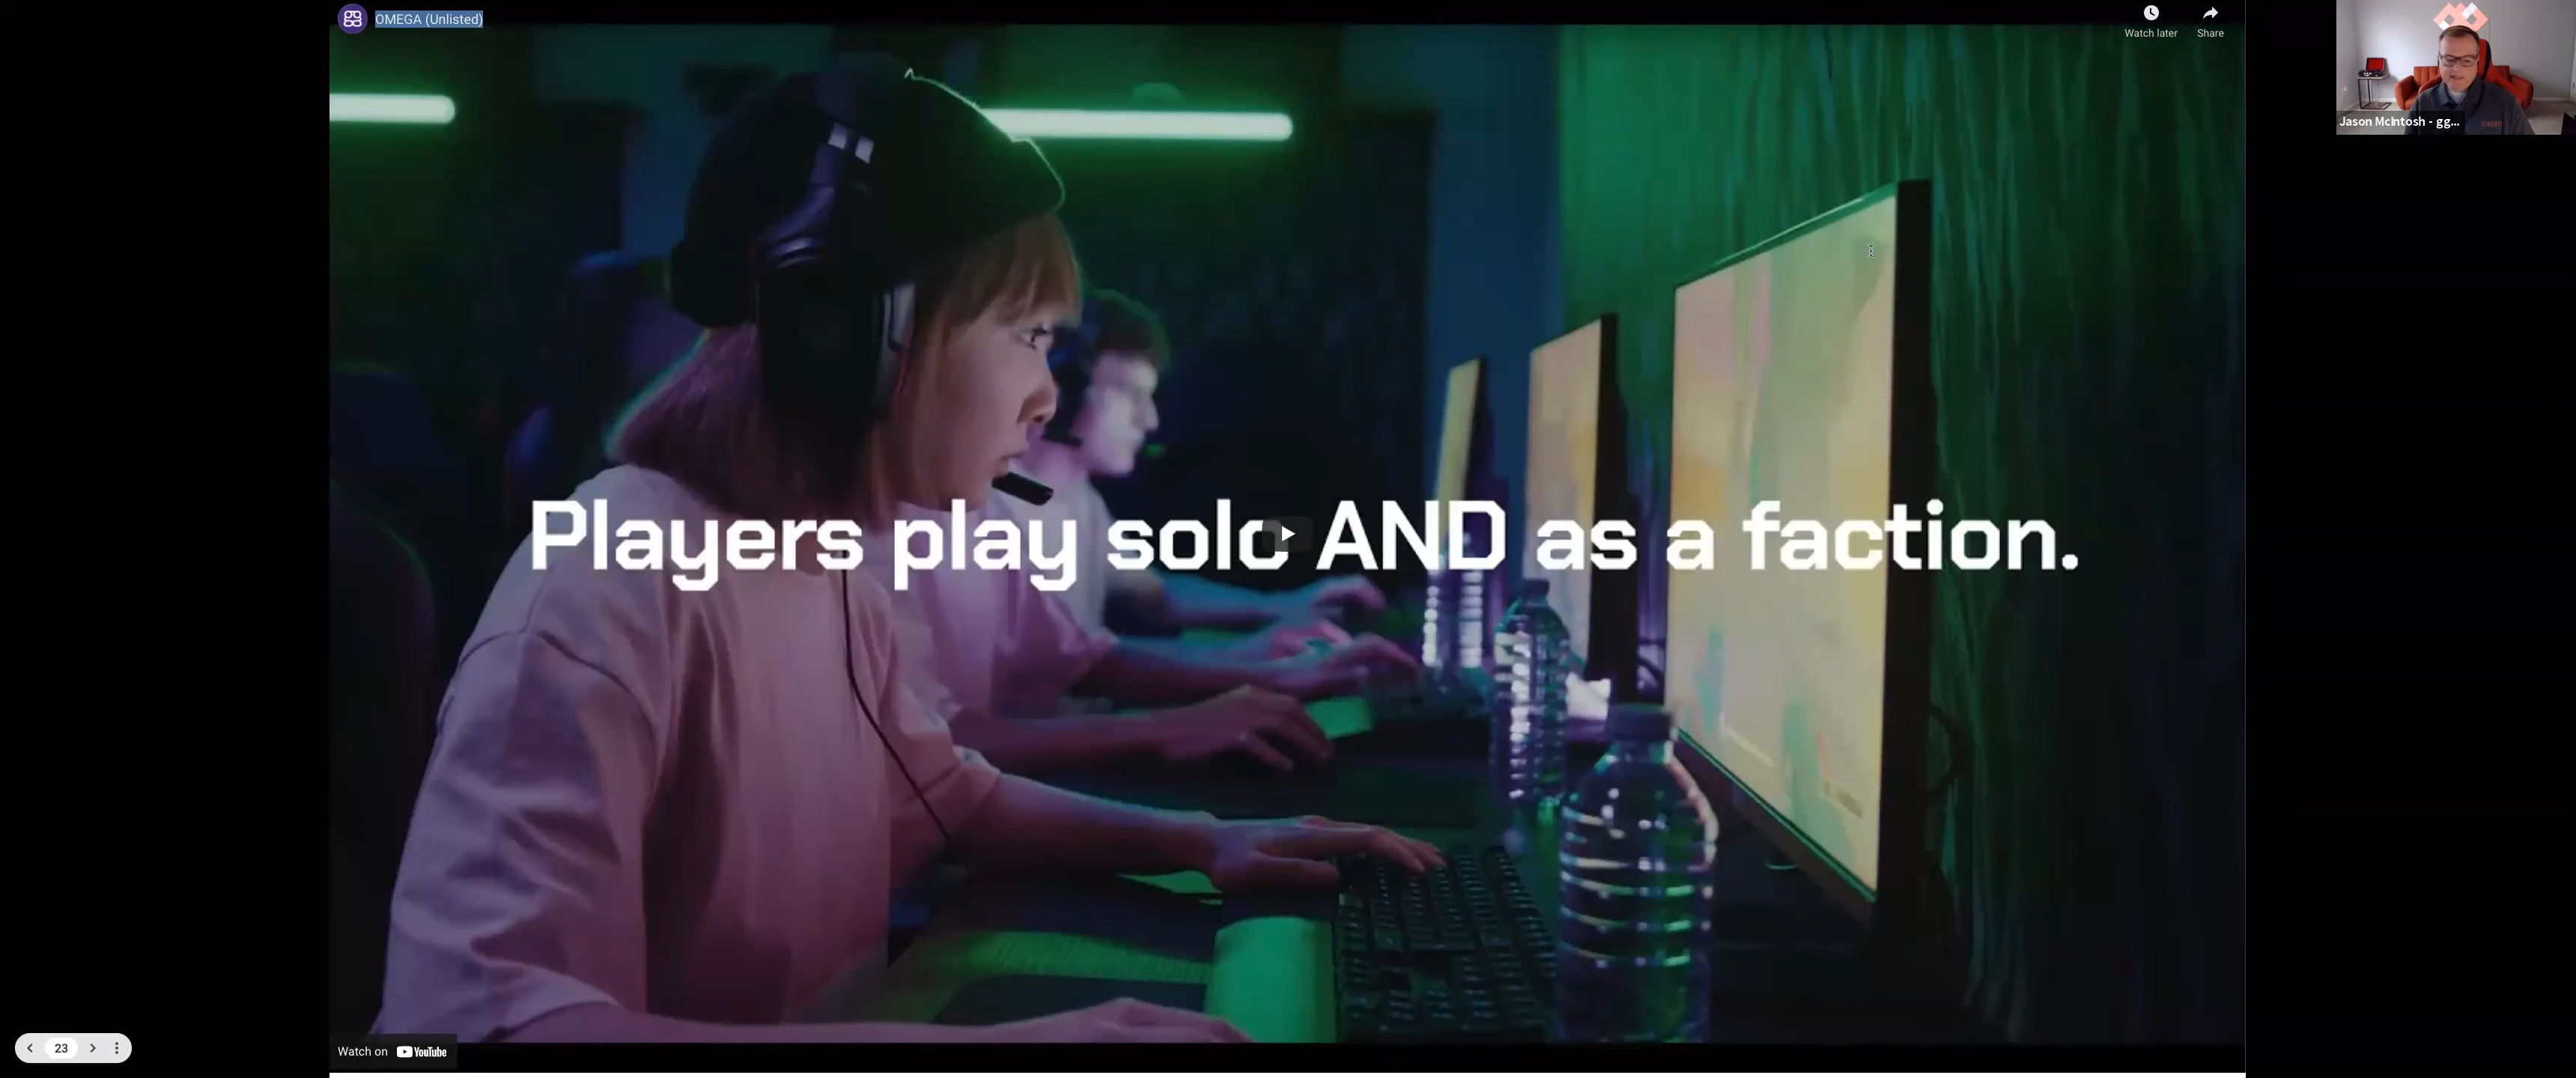 OMEGA (Unlisted)
Watch later
Share
Jason McIntosh - gg...
Players play solo AND as a faction.
23
Watch on YouTube